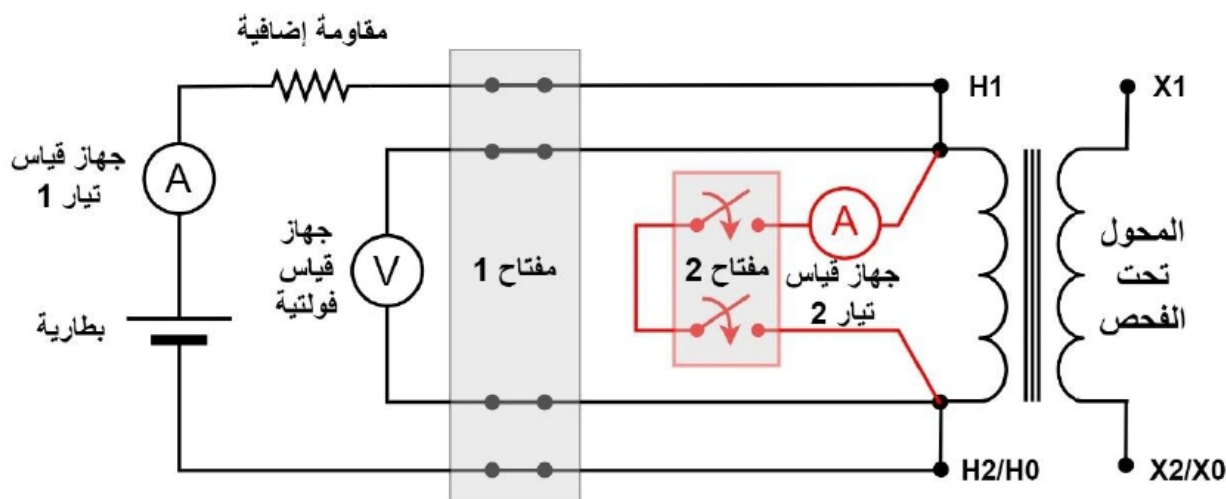 مقاومة إضافية
H1
X1
جهاز قياس
تيار 1
A
جهاز
قياس
فولتية
V
مفتاح 1
مفتاح 2
A
جهاز قياس
تيار 2
المحول
تحت
الفحص
بطارية
H2/H0
X2/X0